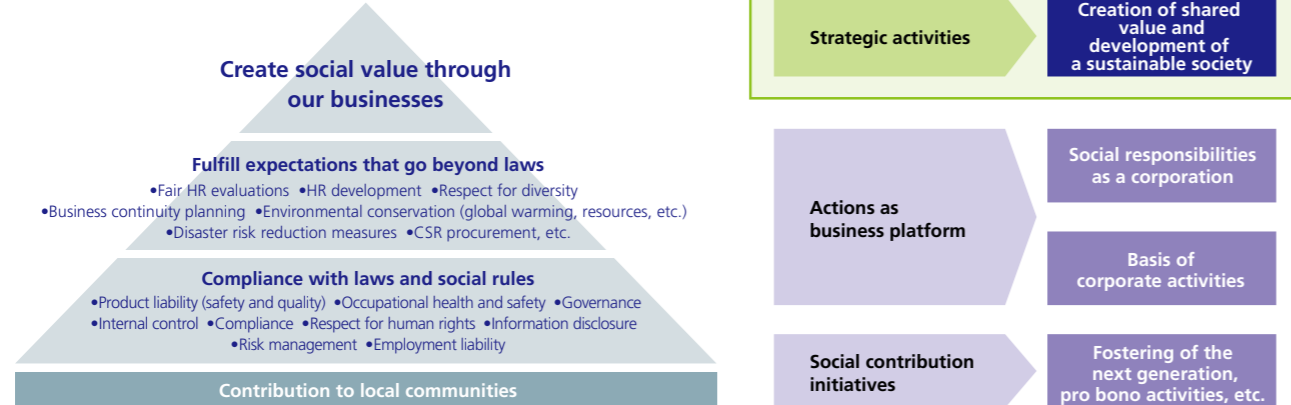 Create social value through
our businesses
Fulfill expectations that go beyond laws
•Fair HR evaluations •HR development •Respect for diversity
•Business continuity planning •Environmental conservation (global warming, resources, etc.)
•Disaster risk reduction measures •CSR procurement, etc.
Compliance with laws and social rules
•Product liability (safety and quality) •Occupational health and safety •Governance
•Internal control •Compliance •Respect for human rights •Information disclosure
•Risk management •Employment liability
Contribution to local communities
Strategic activities
Creation of shared
value and
development of
a sustainable society
Actions as
business platform
Social responsibilities
as a corporation
Basis of
corporate activities
Social contribution
initiatives
Fostering of the
next generation,
pro bono activities, etc.